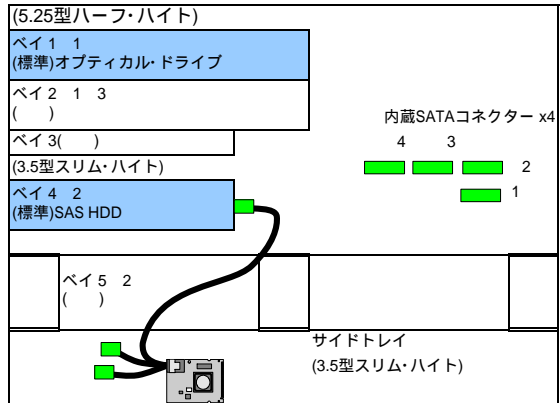 (5.25型ハーフ・ハイト)
ベイ 1　1
(標準)オプティカル・ドライブ
ベイ 2　1　3
(　　)
ベイ 3(　　)
(3.5型スリム・ハイト)
ベイ 4　2
(標準)SAS HDD
内蔵SATAコネクター x4
4　3
2
1
ベイ 5　2
(　　)
サイドトレイ
(3.5型スリム・ハイト)